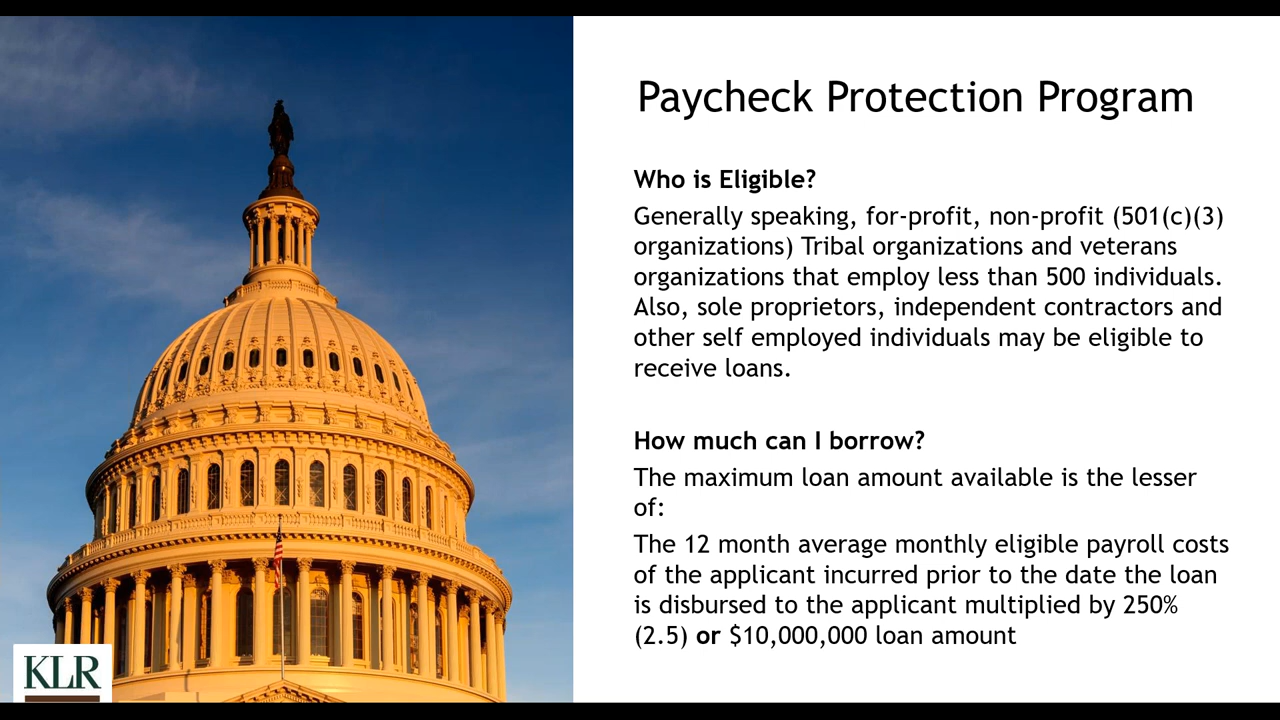 Paycheck Protection Program
Who is Eligible?
Generally speaking, for-profit, non-profit (501(c)(3)
organizations) Tribal organizations and veterans
organizations that employ less than 500 individuals.
Also, sole proprietors, independent contractors and
other self employed individuals may be eligible to
receive loans.
How much can I borrow?
The maximum loan amount available is the lesser
of:
The 12 month average monthly eligible payroll costs
of the applicant incurred prior to the date the loan
is disbursed to the applicant multiplied by 250%
(2.5) or $10,000,000 loan amount
KLR